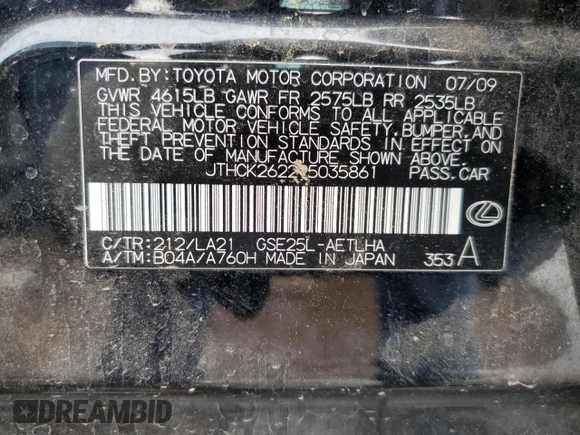 MFD. BY: TOYOTA MOTOR CORPORATION 07/09
GVWR 4615LB GAWR FR 2575LB RR 2535LB
THIS VEHICLE CONFORMS TO ALL APPLICABLE
FEDERAL MOTOR VEHICLE SAFETY, BUMPER, AND
THEFT PREVENTION STANDARDS IN EFFECT ON
THE DATE OF MANUFACTURE SHOWN ABOVE.
PASS. CAR
C/TR: 212/LA21 GSE25L-AETLHA
A/TM: B04A/A760H MADE IN JAPAN 353 A
DREAMBID